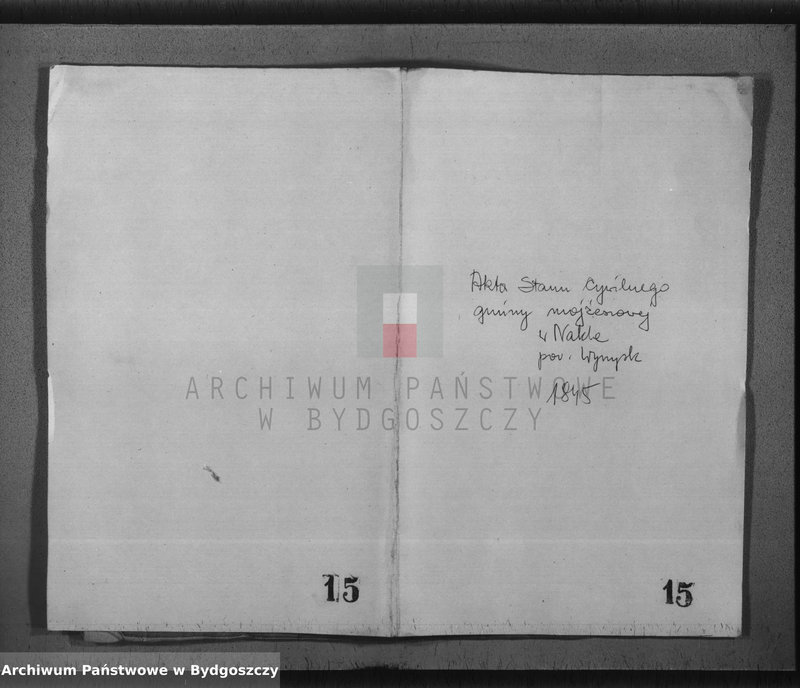 Akta Stanu Cywilnego
gminy mojżeszowej
w Nakle
pow. Wyrzysk
1845
ARCHIWUM PAŃSTWOWE
W BYDGOSZCZY
15
15
Archiwum Państwowe w Bydgoszczy